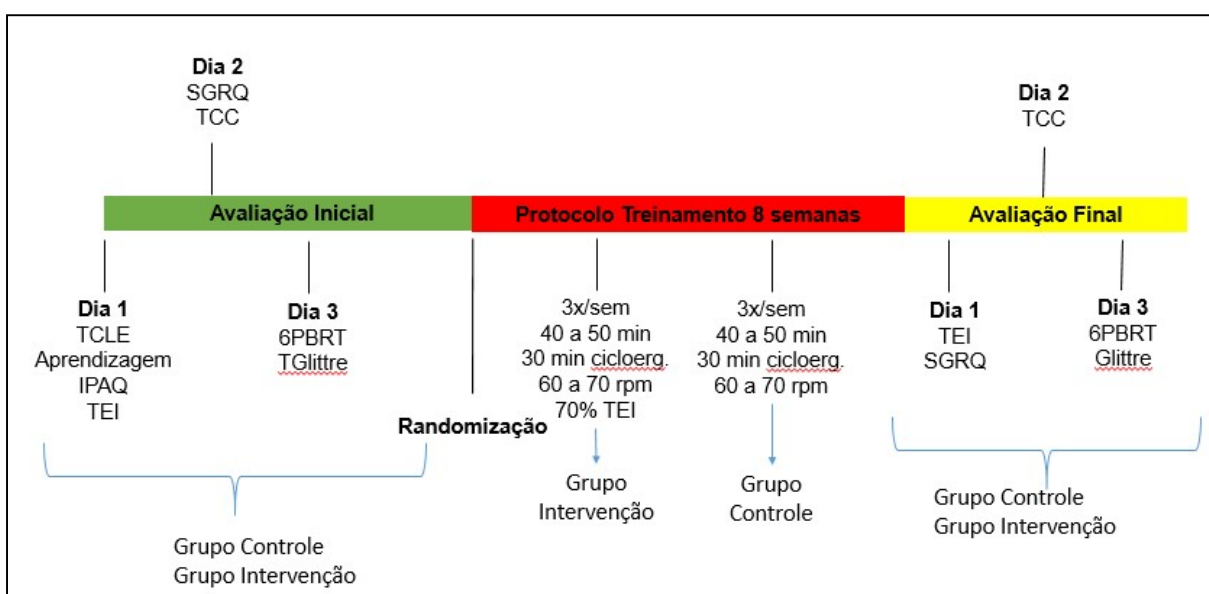 Dia 2
SGRQ
TCC
Dia 2
TCC
Avaliação Inicial
Protocolo Treinamento 8 semanas
Avaliação Final
Dia 1
TCLE
Aprendizagem
IPAQ
TEI
Dia 3
6PBRT
TGlittre
Randomização
3x/sem
40 a 50 min
30 min cicloerg.
60 a 70 rpm
70% TEI
Grupo
Intervenção
3x/sem
40 a 50 min
30 min cicloerg.
60 a 70 rpm
Grupo
Controle
Dia 1
TEI
SGRQ
Dia 3
6PBRT
Glittre
Grupo Controle
Grupo Intervenção
Grupo Controle
Grupo Intervenção